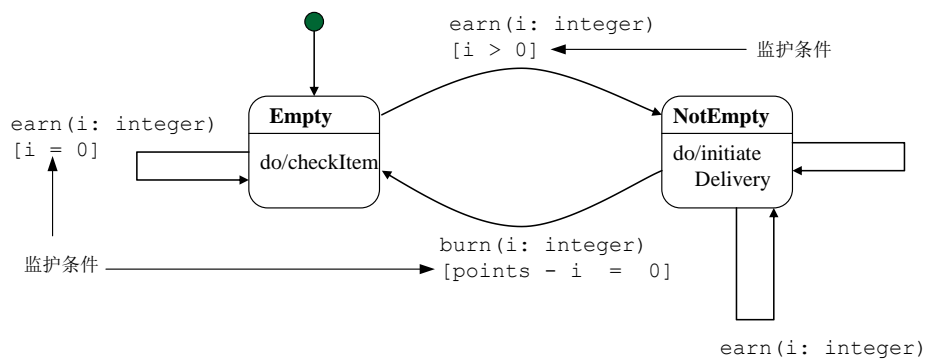 earn(i: integer)
[i > 0]
监护条件
Empty
do/checkItem
NotEmpty
do/initiate
Delivery
earn(i: integer)
[i = 0]
监护条件
burn(i: integer)
[points - i = 0]
earn(i: integer)